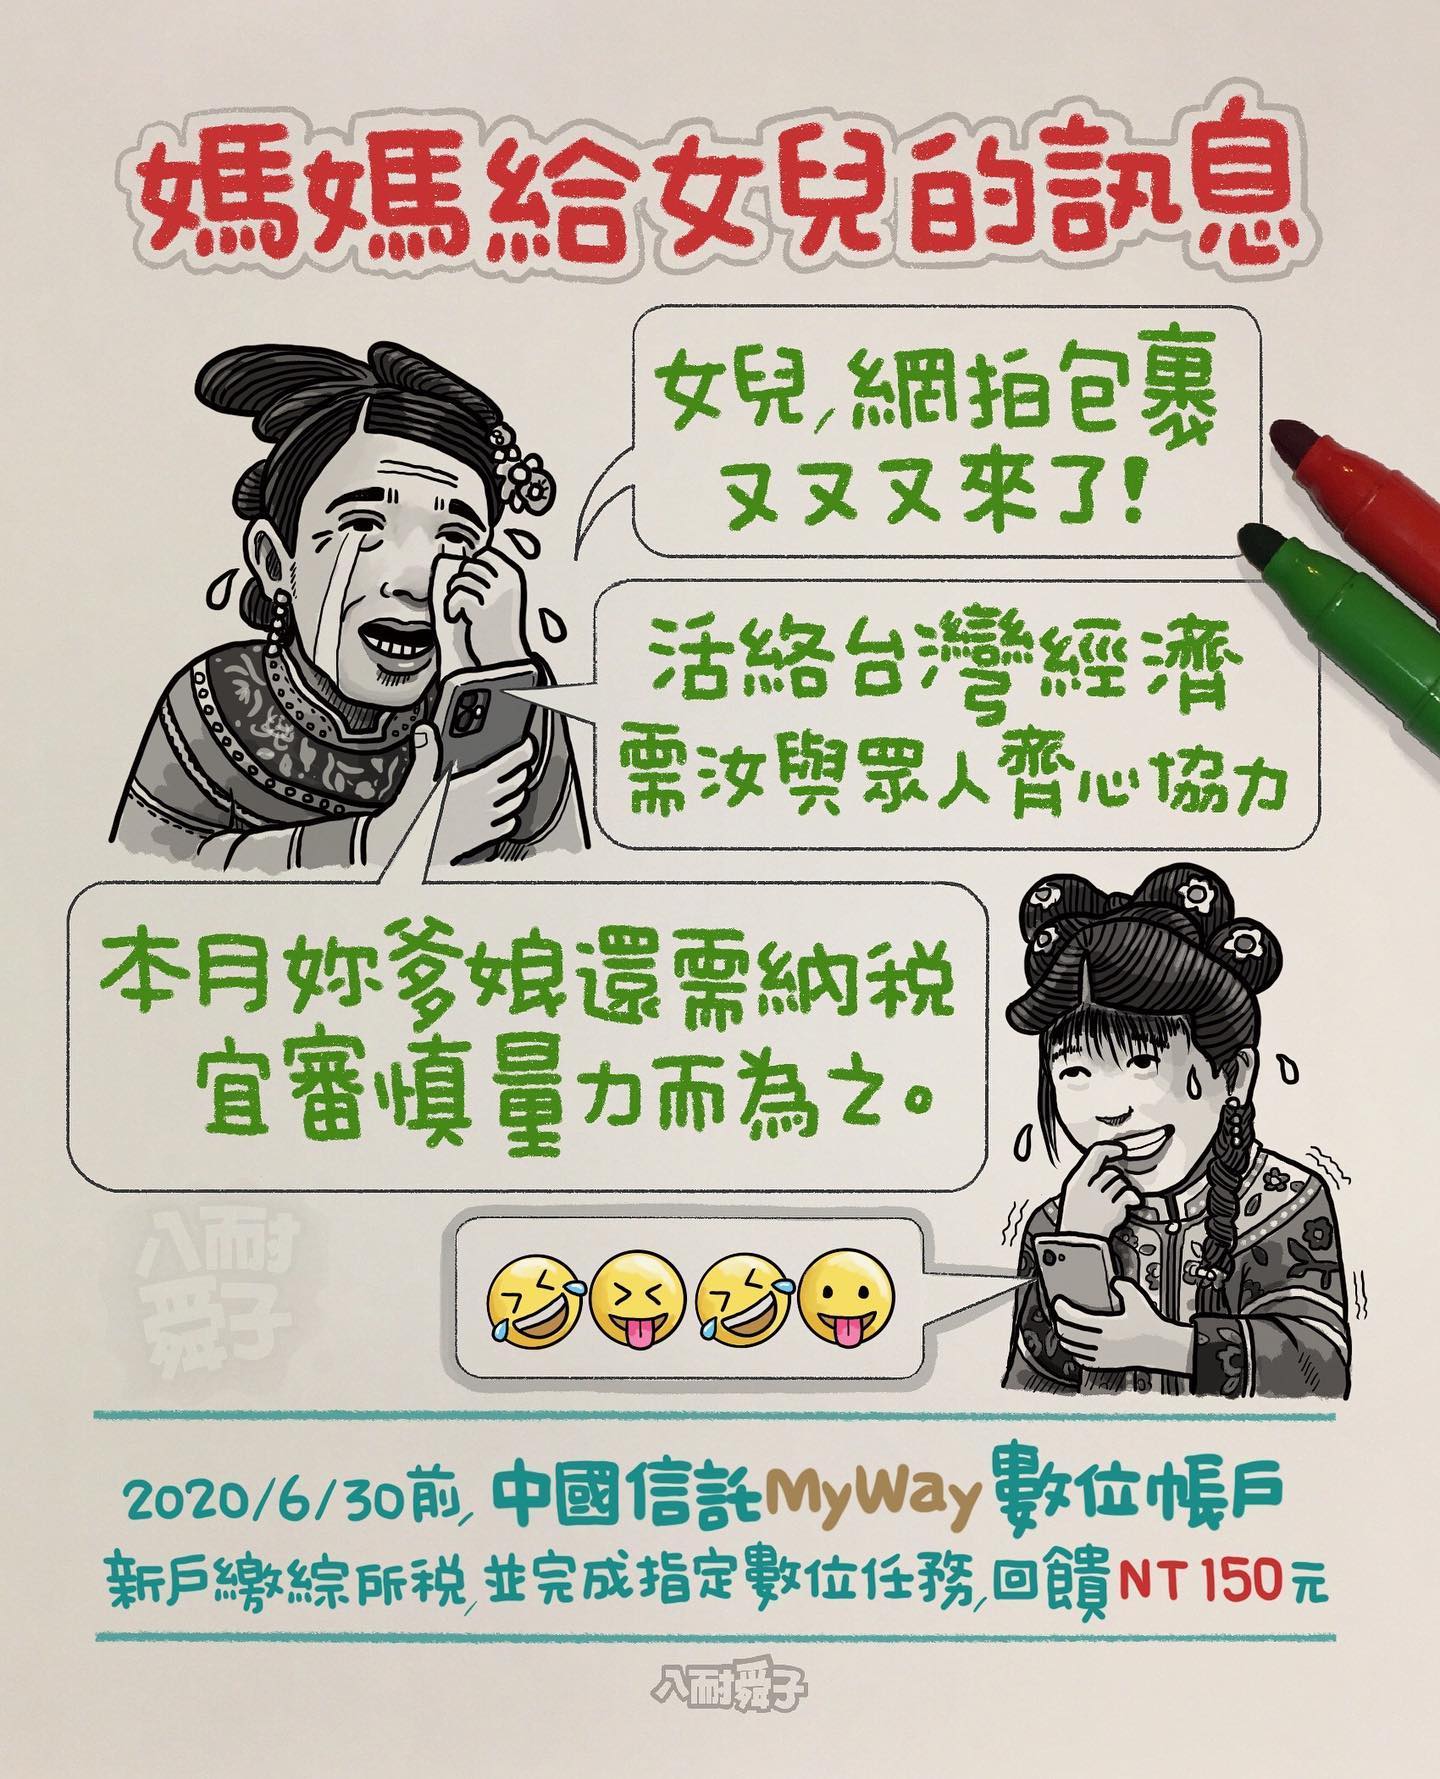 媽媽給女兒的訊息
女兒,網拍包裹
又又又來了!
活絡台灣經濟
需汝與眾人齊心協力
本月妳爹娘還需納稅
宜審慎量力而為之。
八耐
舜子
2020/6/30前,中國信託MyWay數位帳戶
新戶繳綜所稅,並完成指定數位任務,回饋NT150元
八耐舜子